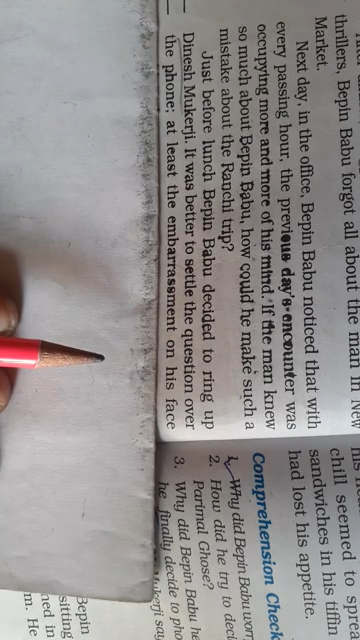 thrillers, Bepin Babu forgot all about the man in New
Market.
Next day, in the office, Bepin Babu noticed that with
every passing hour, the previous day's encounter was
occupying more and more of his mind. If the man knew
so much about Bepin Babu, how could he make such a
mistake about the Ranchi trip?
Just before lunch Bepin Babu decided to ring up
Dinesh Mukerji. It was better to settle the question over
the phone; at least the embarrassment on his face
chill seemed to
sandwiches in his tiffin
had lost his appetite.
Comprehension Check
1. Why did Bepin Babu
2. How did he try to
Parimal Ghose?
3. Why did Bepin Babu
he finally decide to
Mukerji say
Bepin
sitting
in
He